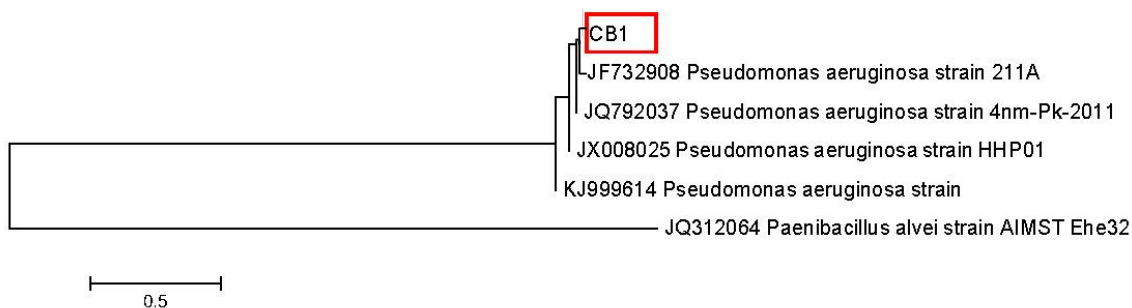 CB1
JF732908 Pseudomonas aeruginosa strain 211A
JQ792037 Pseudomonas aeruginosa strain 4nm-Pk-2011
JX008025 Pseudomonas aeruginosa strain HHP01
KJ999614 Pseudomonas aeruginosa strain
JQ312064 Paenibacillus alvei strain AIMST Ehe32
0.5